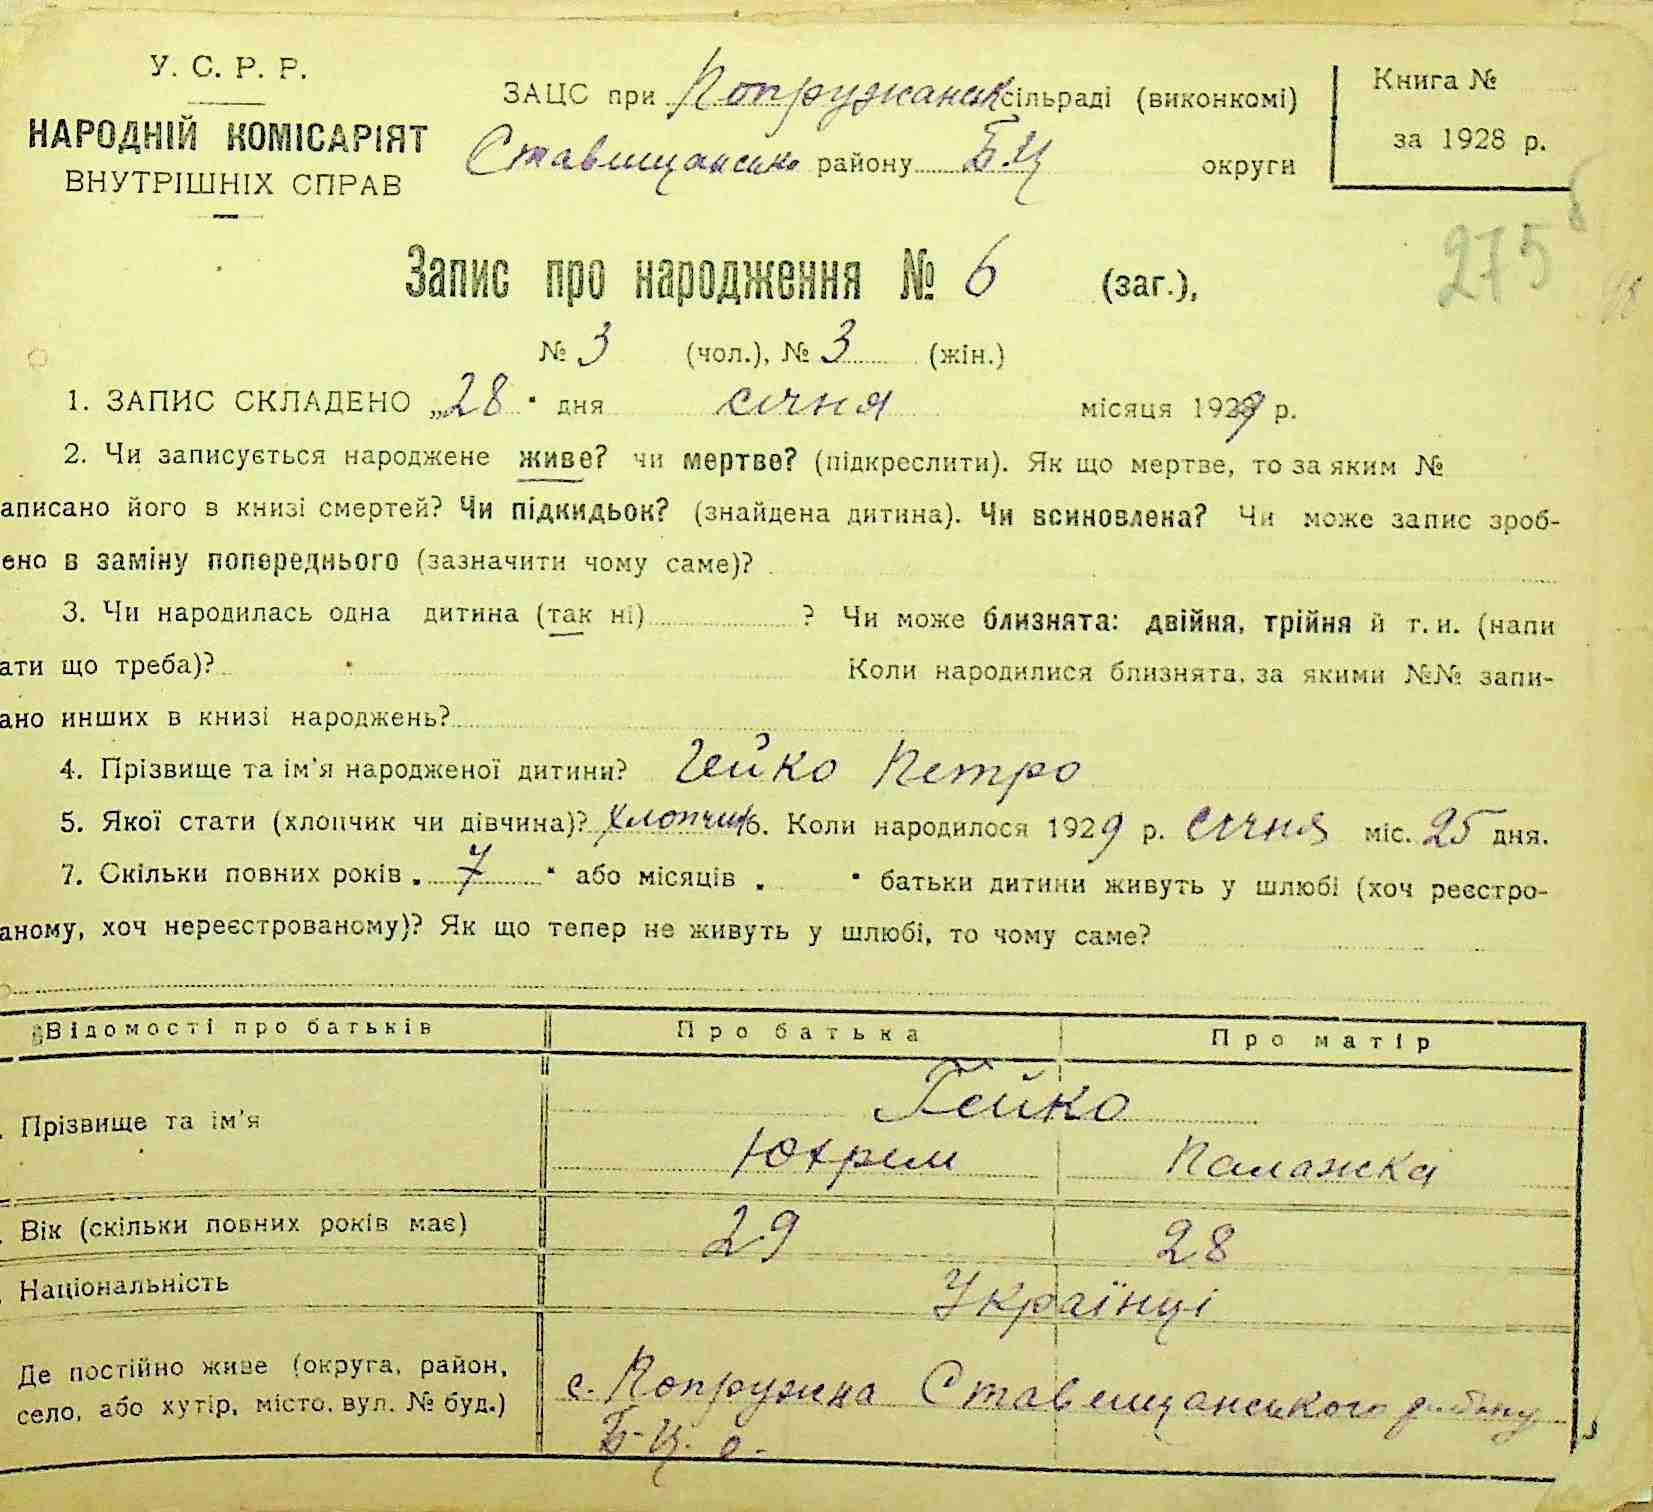 У. С. Р. Р.
НАРОДНІЙ КОМІСАРІЯТ
ВНУТРІШНІХ СПРАВ
ЗАЦС при Попружанськ сільраді (виконкомі)
Ставищансько району Б.Ц округи
Книга №
за 1928 р.
275
Запис про народження № 6 (заг.),
№ 3 (чол.), № 3 (жін.)
1. ЗАПИС СКЛАДЕНО „28" дня січня місяця 1929 р.
2. Чи записується народжене живе? чи мертве? (підкреслити). Як що мертве, то за яким №
аписано його в книзі смертей? Чи підкидьок? (знайдена дитина). Чи всиновлена? Чи може запис зроб-
ено в заміну попереднього (зазначити чому саме)?
3. Чи народилась одна дитина (так ні) ? Чи може близнята: двійня, трійня й т. и. (напи
ати що треба)? Коли народилися близнята, за якими №№ запи-
ано инших в книзі народжень?
4. Прізвище та ім'я народженої дитини? Гейко Петро
5. Якої стати (хлопчик чи дівчина)? хлопчик 6. Коли народилося 1929 р. січня міс. 25 дня.
7. Скільки повних років „ 7 " або місяців „ " батьки дитини живуть у шлюбі (хоч реєстро-
аному, хоч нереєстрованому)? Як що тепер не живуть у шлюбі, то чому саме?
Відомості про батьків Про батька Про матір
Прізвище та ім'я Гейко
Юхрем Палажка
Вік (скільки повних років має) 29 28
Національність Українці
Де постійно живе (округа, район,
село, або хутір, місто, вул. № буд.) с. Попружна Ставищанського району
Б-Ц. о.